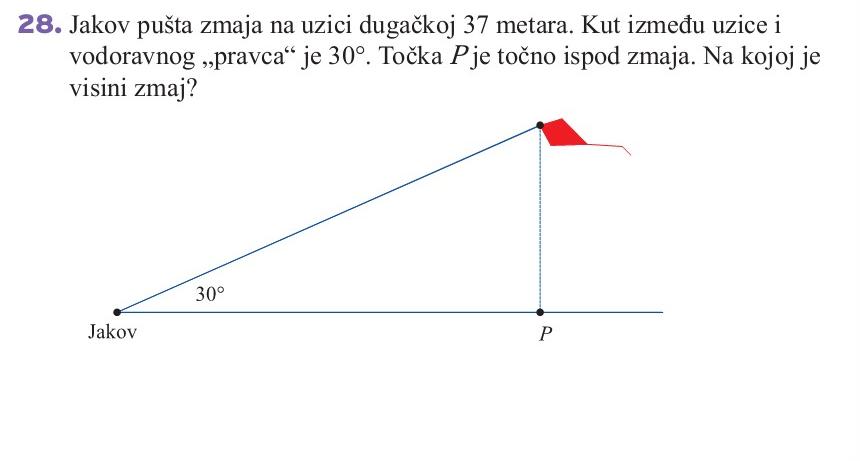 28. Jakov pušta zmaja na uzici dugačkoj 37 metara. Kut između uzice i
vodoravnog „pravca“ je 30°. Točka P je točno ispod zmaja. Na kojoj je
visini zmaj?
30°
Jakov
P